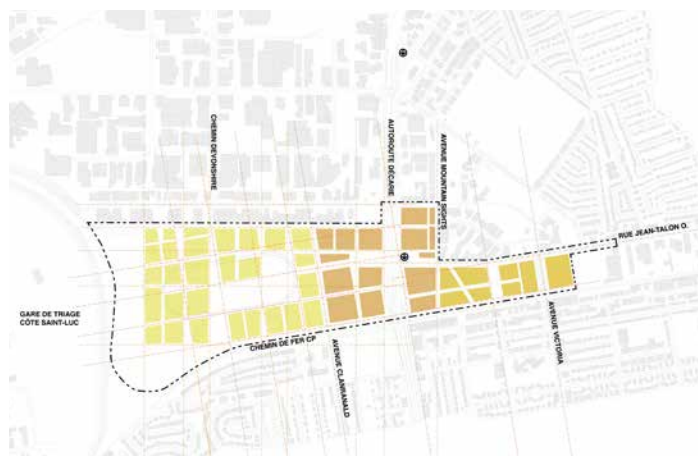 CHEMIN DEVONSHIRE
AUTOROUTE DÉCARIE
AVENUE MOUNTAIN SIGHTS
RUE JEAN-TALON O.
GARE DE TRIAGE
CÔTE SAINT-LUC
CHEMIN DE FER CP
AVENUE CLANRANALD
AVENUE VICTORIA